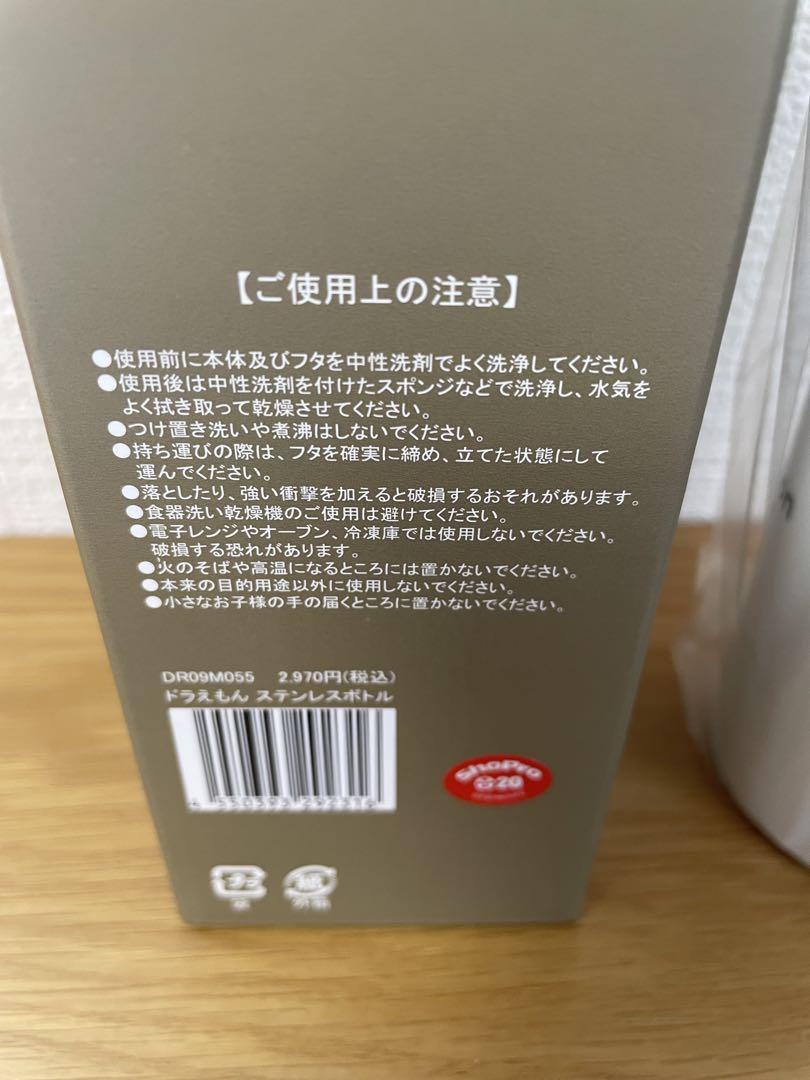 【ご使用上の注意】
●使用前に本体及びフタを中性洗剤でよく洗浄してください。
●使用後は中性洗剤を付けたスポンジなどで洗浄し、水気を
よく拭き取って乾燥させてください。
●つけ置き洗いや煮沸はしないでください。
●持ち運びの際は、フタを確実に締め、立てた状態にして
運んでください。
●落としたり、強い衝撃を加えると破損するおそれがあります。
●食器洗い乾燥機のご使用は避けてください。
●電子レンジやオーブン、冷凍庫では使用しないでください。
破損する恐れがあります。
●火のそばや高温になるところには置かないでください。
●本来の目的用途以外に使用しないでください。
●小さなお子様の手の届くところに置かないでください。
DR09M055 2.970円(税込)
ドラえもん ステンレスボトル
ShoPro
20
プラ
紙
n